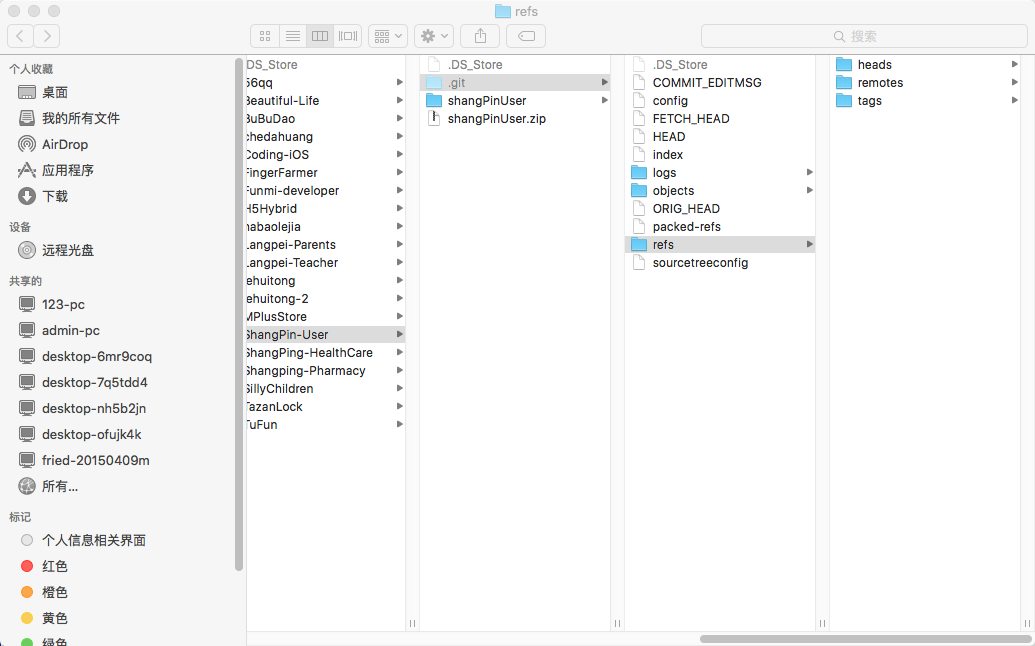 refs
搜索
个人收藏
桌面
我的所有文件
AirDrop
应用程序
下载
设备
远程光盘
共享的
123-pc
admin-pc
desktop-6mr9coq
desktop-7q5tdd4
desktop-nh5b2jn
desktop-ofujk4k
fried-20150409m
所有...
标记
个人信息相关界面
红色
橙色
黄色
绿色
DS_Store
56qq
Beautiful-Life
BuBuDao
chedahuang
Coding-iOS
FingerFarmer
Funmi-developer
H5Hybrid
Langpei-Parents
Langpei-Teacher
ehuitong
ehuitong-2
MPlusStore
ShangPin-User
ShangPing-HealthCare
Shangping-Pharmacy
SillyChildren
TazanLock
TuFun
.DS_Store
.git
shangPinUser
shangPinUser.zip
.DS_Store
COMMIT_EDITMSG
config
FETCH_HEAD
HEAD
index
logs
objects
ORIG_HEAD
packed-refs
refs
sourcetreeconfig
heads
remotes
tags